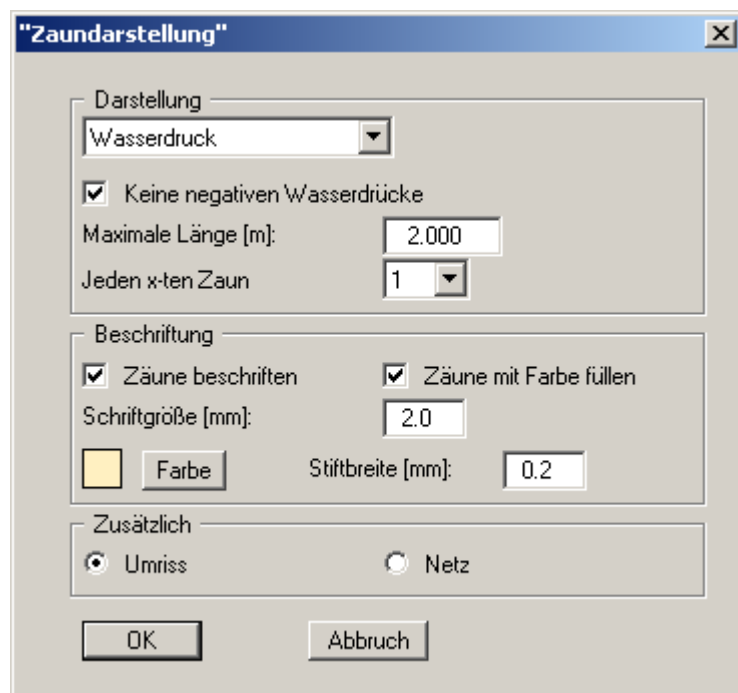 "Zaundarstellung"
Darstellung
Wasserdruck
Keine negativen Wasserdrücke
Maximale Länge [m]: 2.000
Jeden x-ten Zaun 1
Beschriftung
Zäune beschriften Zäune mit Farbe füllen
Schriftgröße [mm]: 2.0
Farbe Stiftbreite [mm]: 0.2
Zusätzlich
Umriss Netz
OK Abbruch